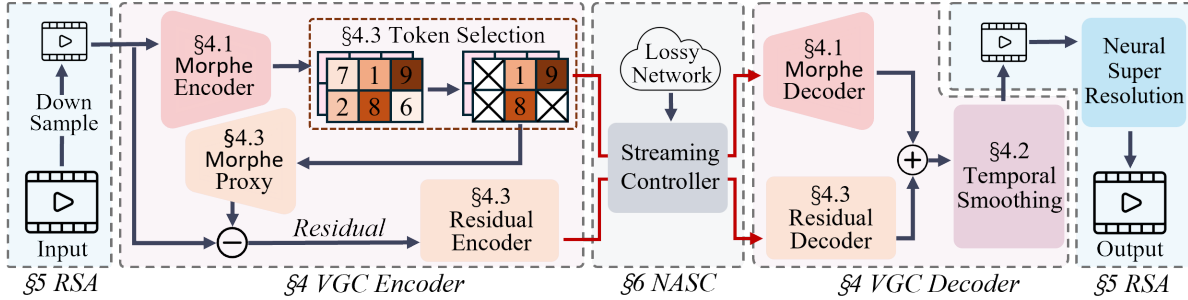 Down
Sample
Input
§5 RSA
§4.1
Morphe
Encoder
§4.3 Token Selection
7 1 9
2 8 6
1 9
8
§4.3
Morphe
Proxy
Residual
§4.3
Residual
Encoder
§4 VGC Encoder
Lossy
Network
Streaming
Controller
§6 NASC
§4.1
Morphe
Decoder
§4.3
Residual
Decoder
§4.2
Temporal
Smoothing
§4 VGC Decoder
Neural
Super
Resolution
Output
§5 RSA